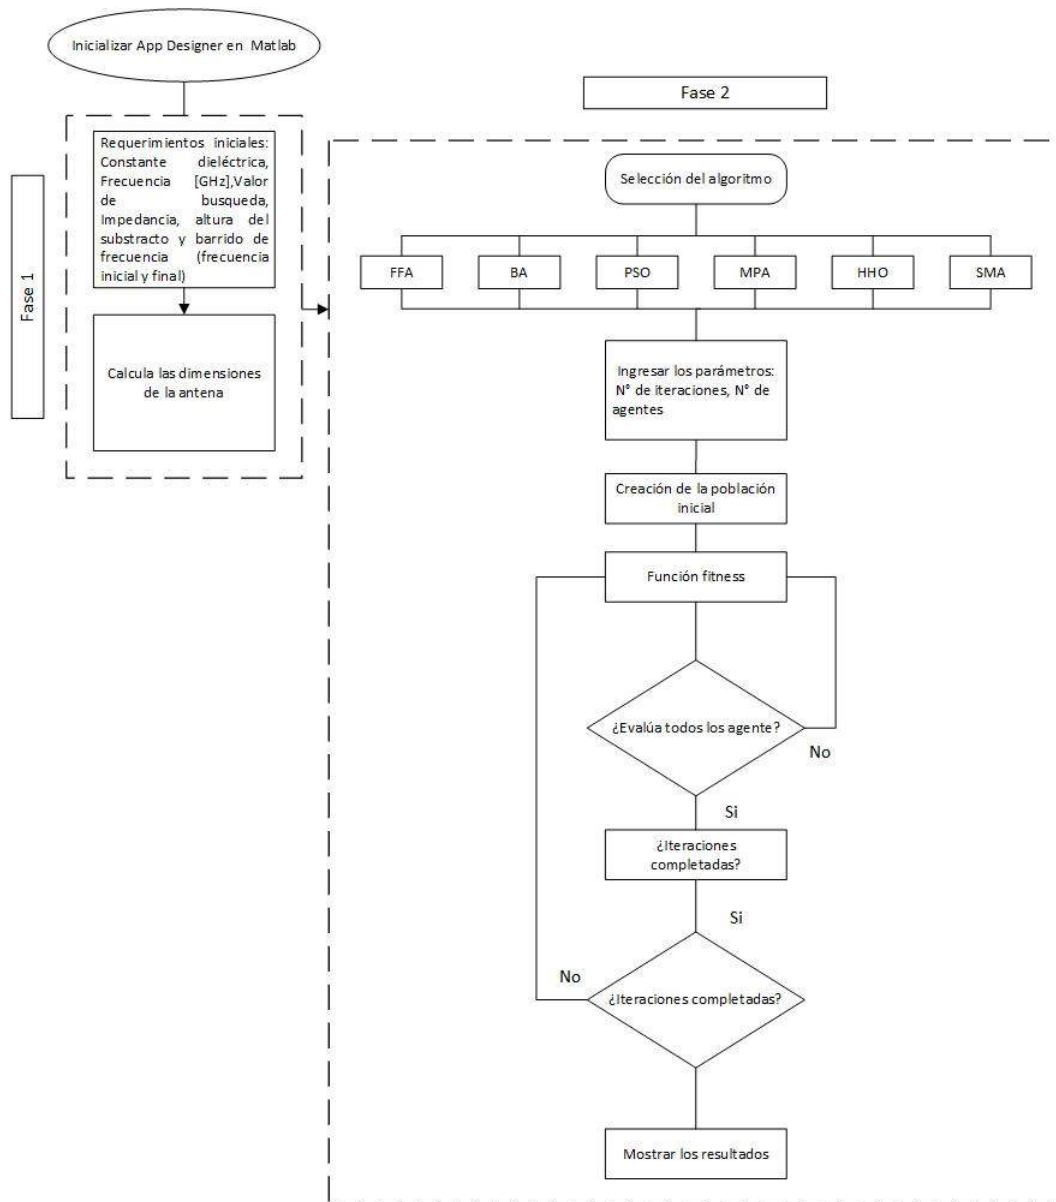 Inicializar App Designer en Matlab
Fase 1
Requerimientos iniciales:
Constante dieléctrica,
Frecuencia [GHz],Valor
de busqueda,
Impedancia, altura del
substracto y barrido de
frecuencia (frecuencia
inicial y final)
Calcula las dimensiones
de la antena
Fase 2
Selección del algoritmo
FFA BA PSO MPA HHO SMA
Ingresar los parámetros:
N° de iteraciones, N° de
agentes
Creación de la población
inicial
Función fitness
¿Evalúa todos los agente?
No
Si
¿Iteraciones
completadas?
Si
No
¿Iteraciones completadas?
Mostrar los resultados